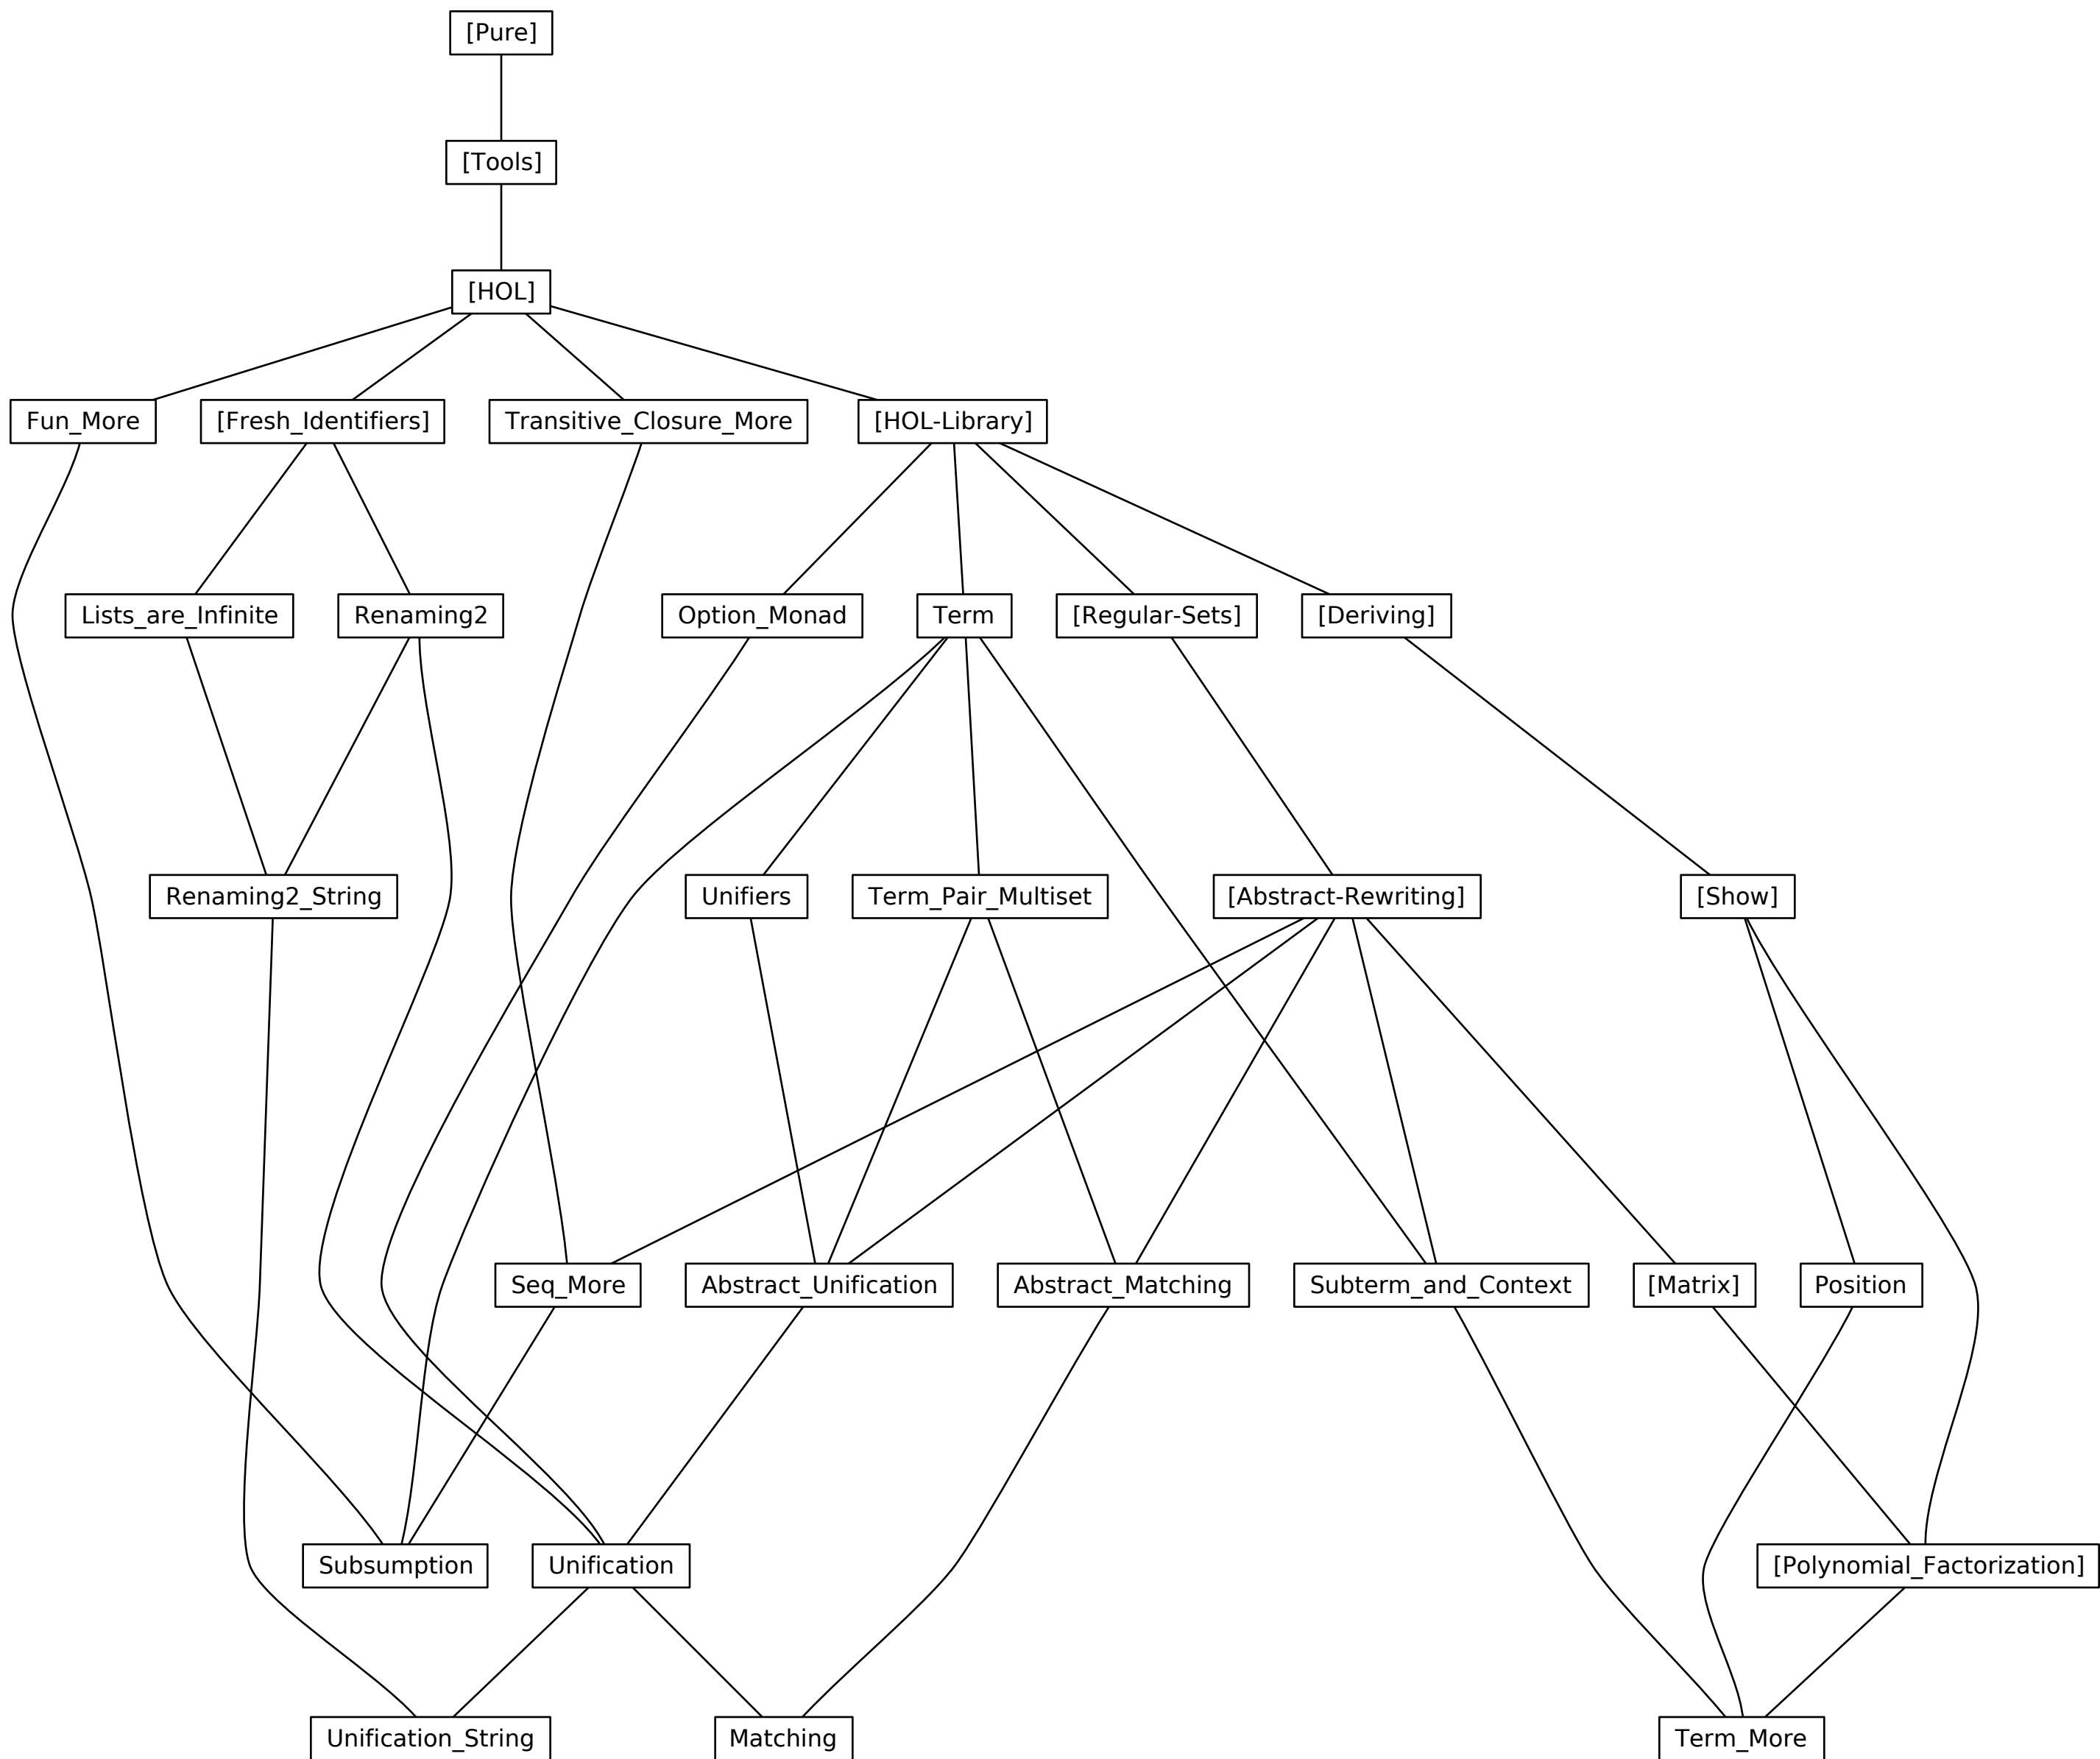 [Pure]
[Tools]
[HOL]
Fun_More
[Fresh_Identifiers]
Transitive_Closure_More
[HOL-Library]
Lists_are_Infinite
Renaming2
Option_Monad
Term
[Regular-Sets]
[Deriving]
Renaming2_String
Unifiers
Term_Pair_Multiset
[Abstract-Rewriting]
[Show]
Seq_More
Abstract_Unification
Abstract_Matching
Subterm_and_Context
[Matrix]
Position
Subsumption
Unification
[Polynomial_Factorization]
Unification_String
Matching
Term_More